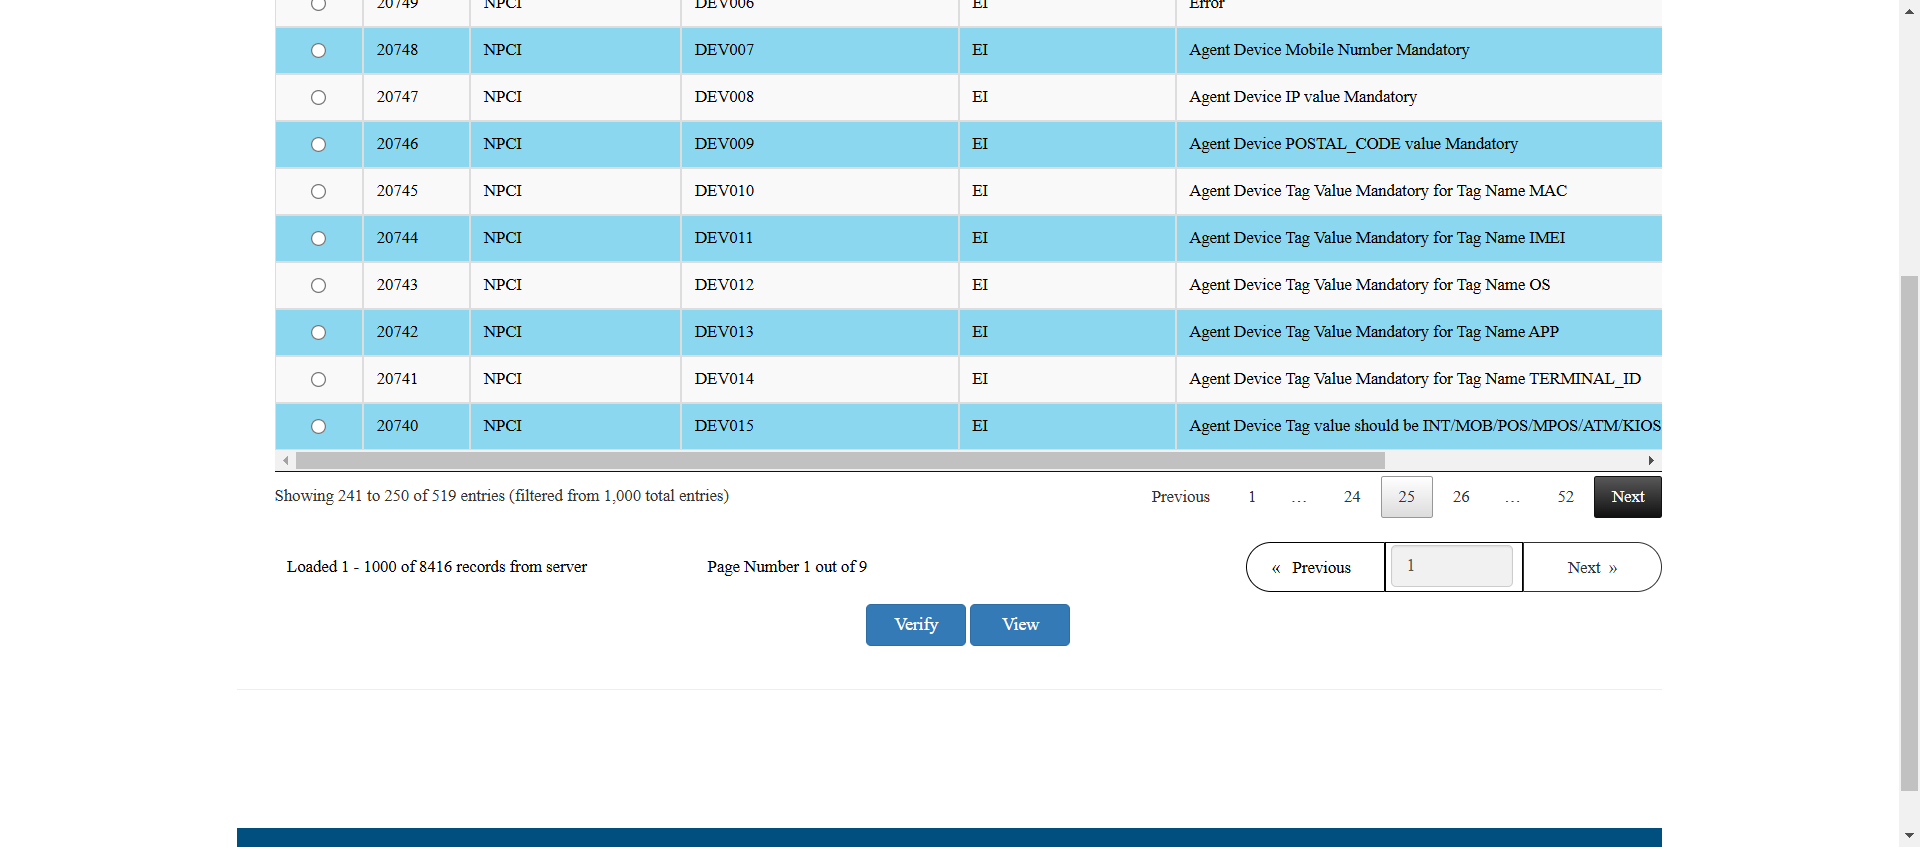 20749 NPCI DEV006 EI Error
20748 NPCI DEV007 EI Agent Device Mobile Number Mandatory
20747 NPCI DEV008 EI Agent Device IP value Mandatory
20746 NPCI DEV009 EI Agent Device POSTAL_CODE value Mandatory
20745 NPCI DEV010 EI Agent Device Tag Value Mandatory for Tag Name MAC
20744 NPCI DEV011 EI Agent Device Tag Value Mandatory for Tag Name IMEI
20743 NPCI DEV012 EI Agent Device Tag Value Mandatory for Tag Name OS
20742 NPCI DEV013 EI Agent Device Tag Value Mandatory for Tag Name APP
20741 NPCI DEV014 EI Agent Device Tag Value Mandatory for Tag Name TERMINAL_ID
20740 NPCI DEV015 EI Agent Device Tag value should be INT/MOB/POS/MPOS/ATM/KIOS
Showing 241 to 250 of 519 entries (filtered from 1,000 total entries) Previous 1 … 24 25 26 … 52 Next
Loaded 1 - 1000 of 8416 records from server Page Number 1 out of 9 « Previous 1 Next »
Verify View